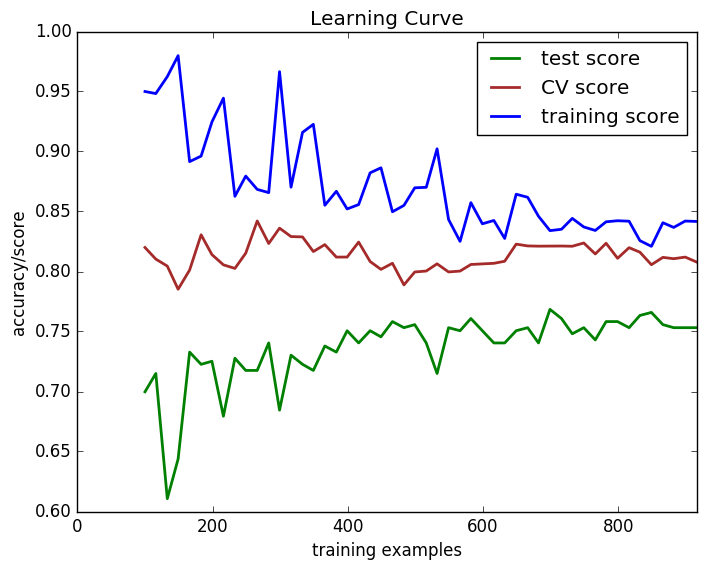 Learning Curve
1.00
0.95
0.90
0.85
0.80
0.75
0.70
0.65
0.60
accuracy/score
test score
CV score
training score
0 200 400 600 800
training examples